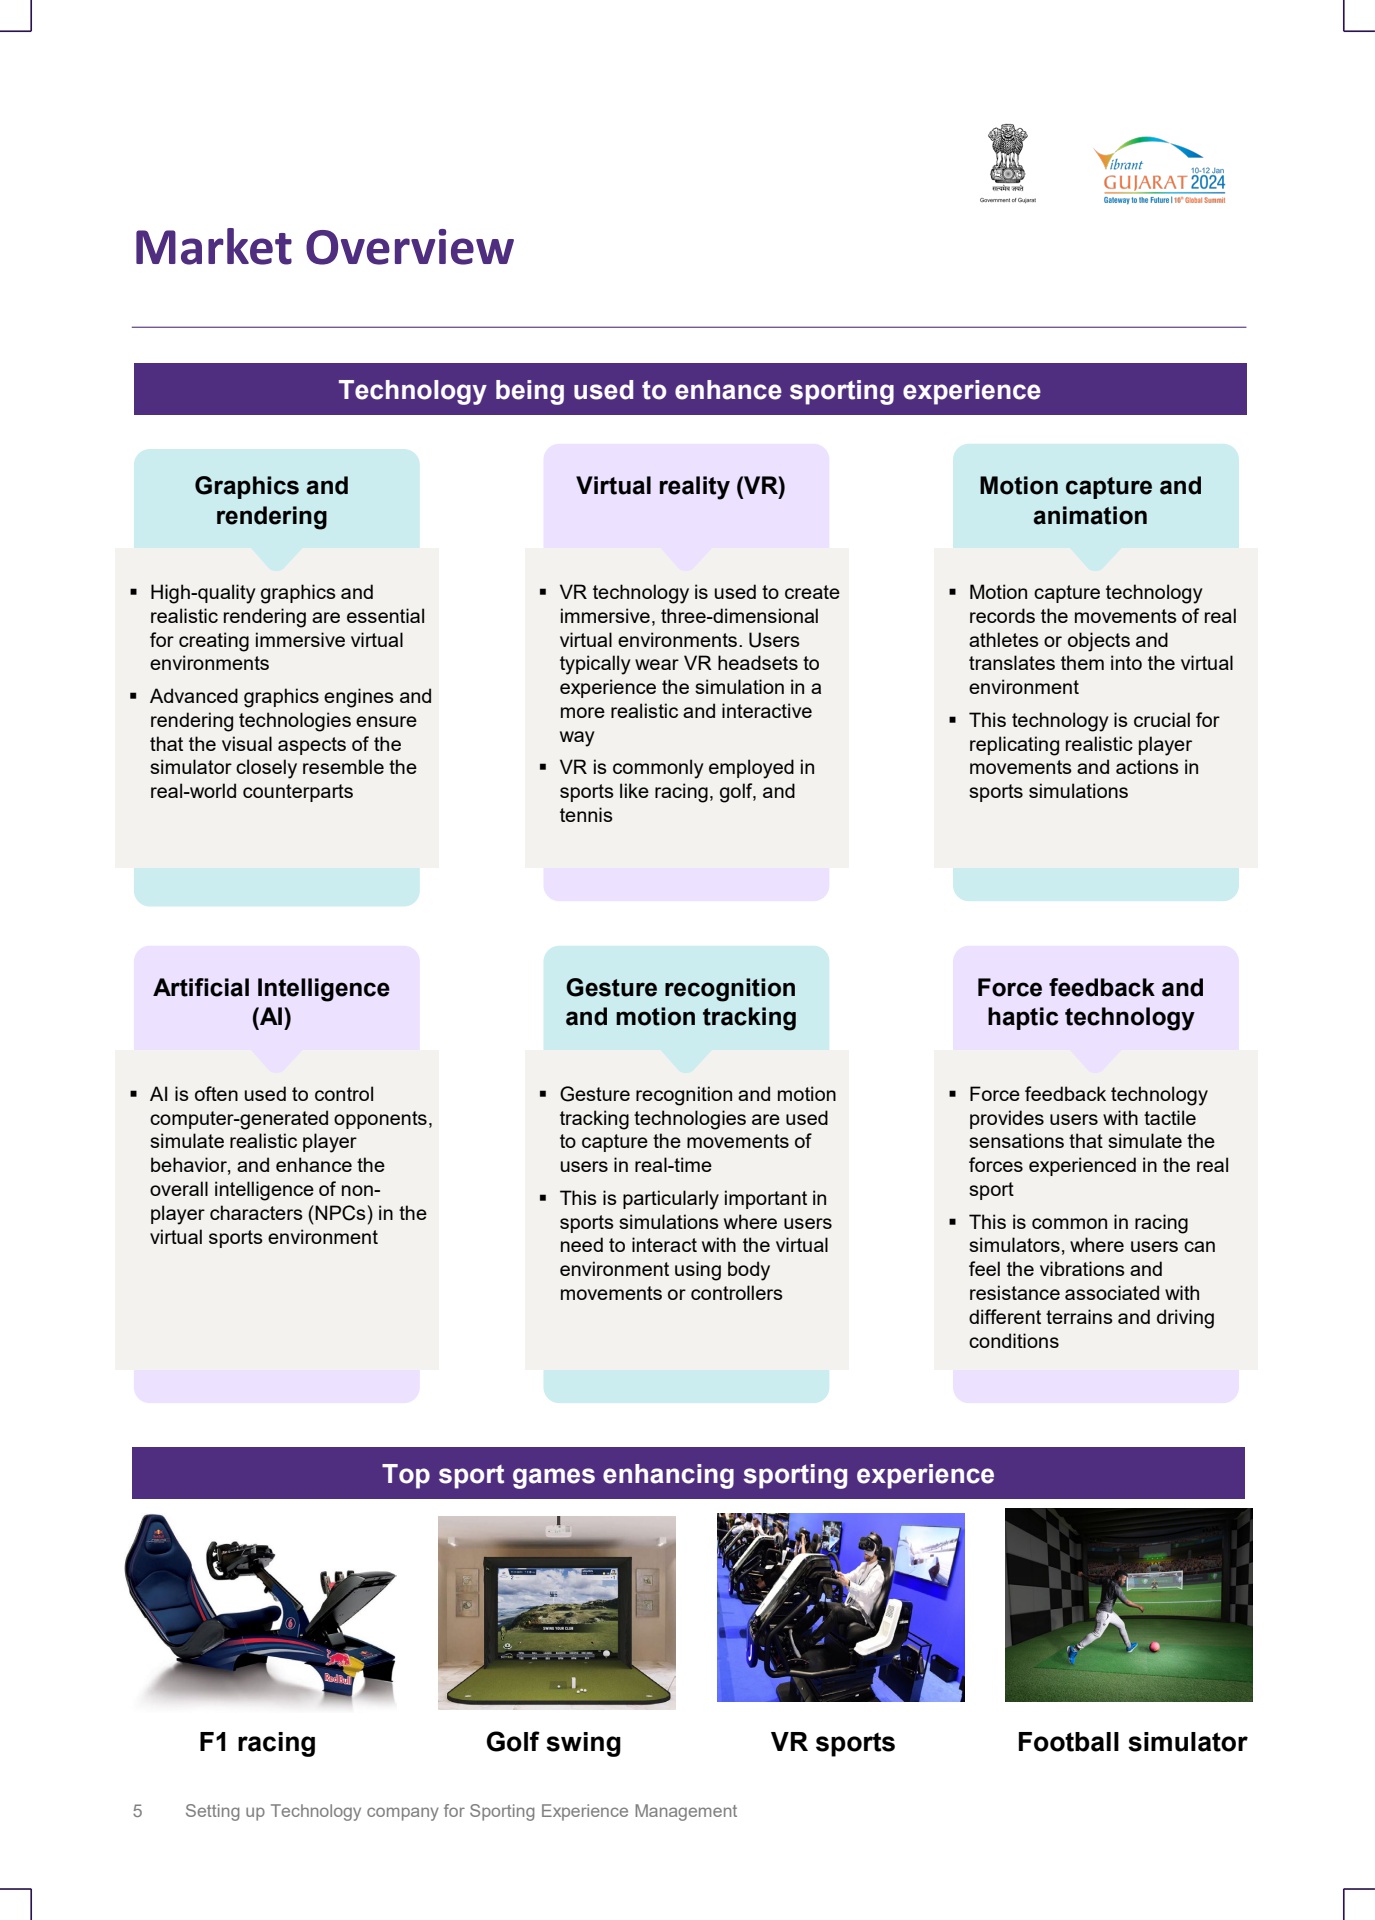 सत्यमेव जयते
Government of Gujarat
Vibrant
10-12 Jan
GUJARAT 2024
Gateway to the Future | 10th Global Summit
Market Overview
Technology being used to enhance sporting experience
Graphics and
rendering
▪ High-quality graphics and
realistic rendering are essential
for creating immersive virtual
environments
▪ Advanced graphics engines and
rendering technologies ensure
that the visual aspects of the
simulator closely resemble the
real-world counterparts
Virtual reality (VR)
▪ VR technology is used to create
immersive, three-dimensional
virtual environments. Users
typically wear VR headsets to
experience the simulation in a
more realistic and interactive
way
▪ VR is commonly employed in
sports like racing, golf, and
tennis
Motion capture and
animation
▪ Motion capture technology
records the movements of real
athletes or objects and
translates them into the virtual
environment
▪ This technology is crucial for
replicating realistic player
movements and actions in
sports simulations
Artificial Intelligence
(AI)
▪ AI is often used to control
computer-generated opponents,
simulate realistic player
behavior, and enhance the
overall intelligence of non-
player characters (NPCs) in the
virtual sports environment
Gesture recognition
and motion tracking
▪ Gesture recognition and motion
tracking technologies are used
to capture the movements of
users in real-time
▪ This is particularly important in
sports simulations where users
need to interact with the virtual
environment using body
movements or controllers
Force feedback and
haptic technology
▪ Force feedback technology
provides users with tactile
sensations that simulate the
forces experienced in the real
sport
▪ This is common in racing
simulators, where users can
feel the vibrations and
resistance associated with
different terrains and driving
conditions
Top sport games enhancing sporting experience
Red Bull
SWING YOUR CLUB
F1 racing
Golf swing
VR sports
Football simulator
5 Setting up Technology company for Sporting Experience Management